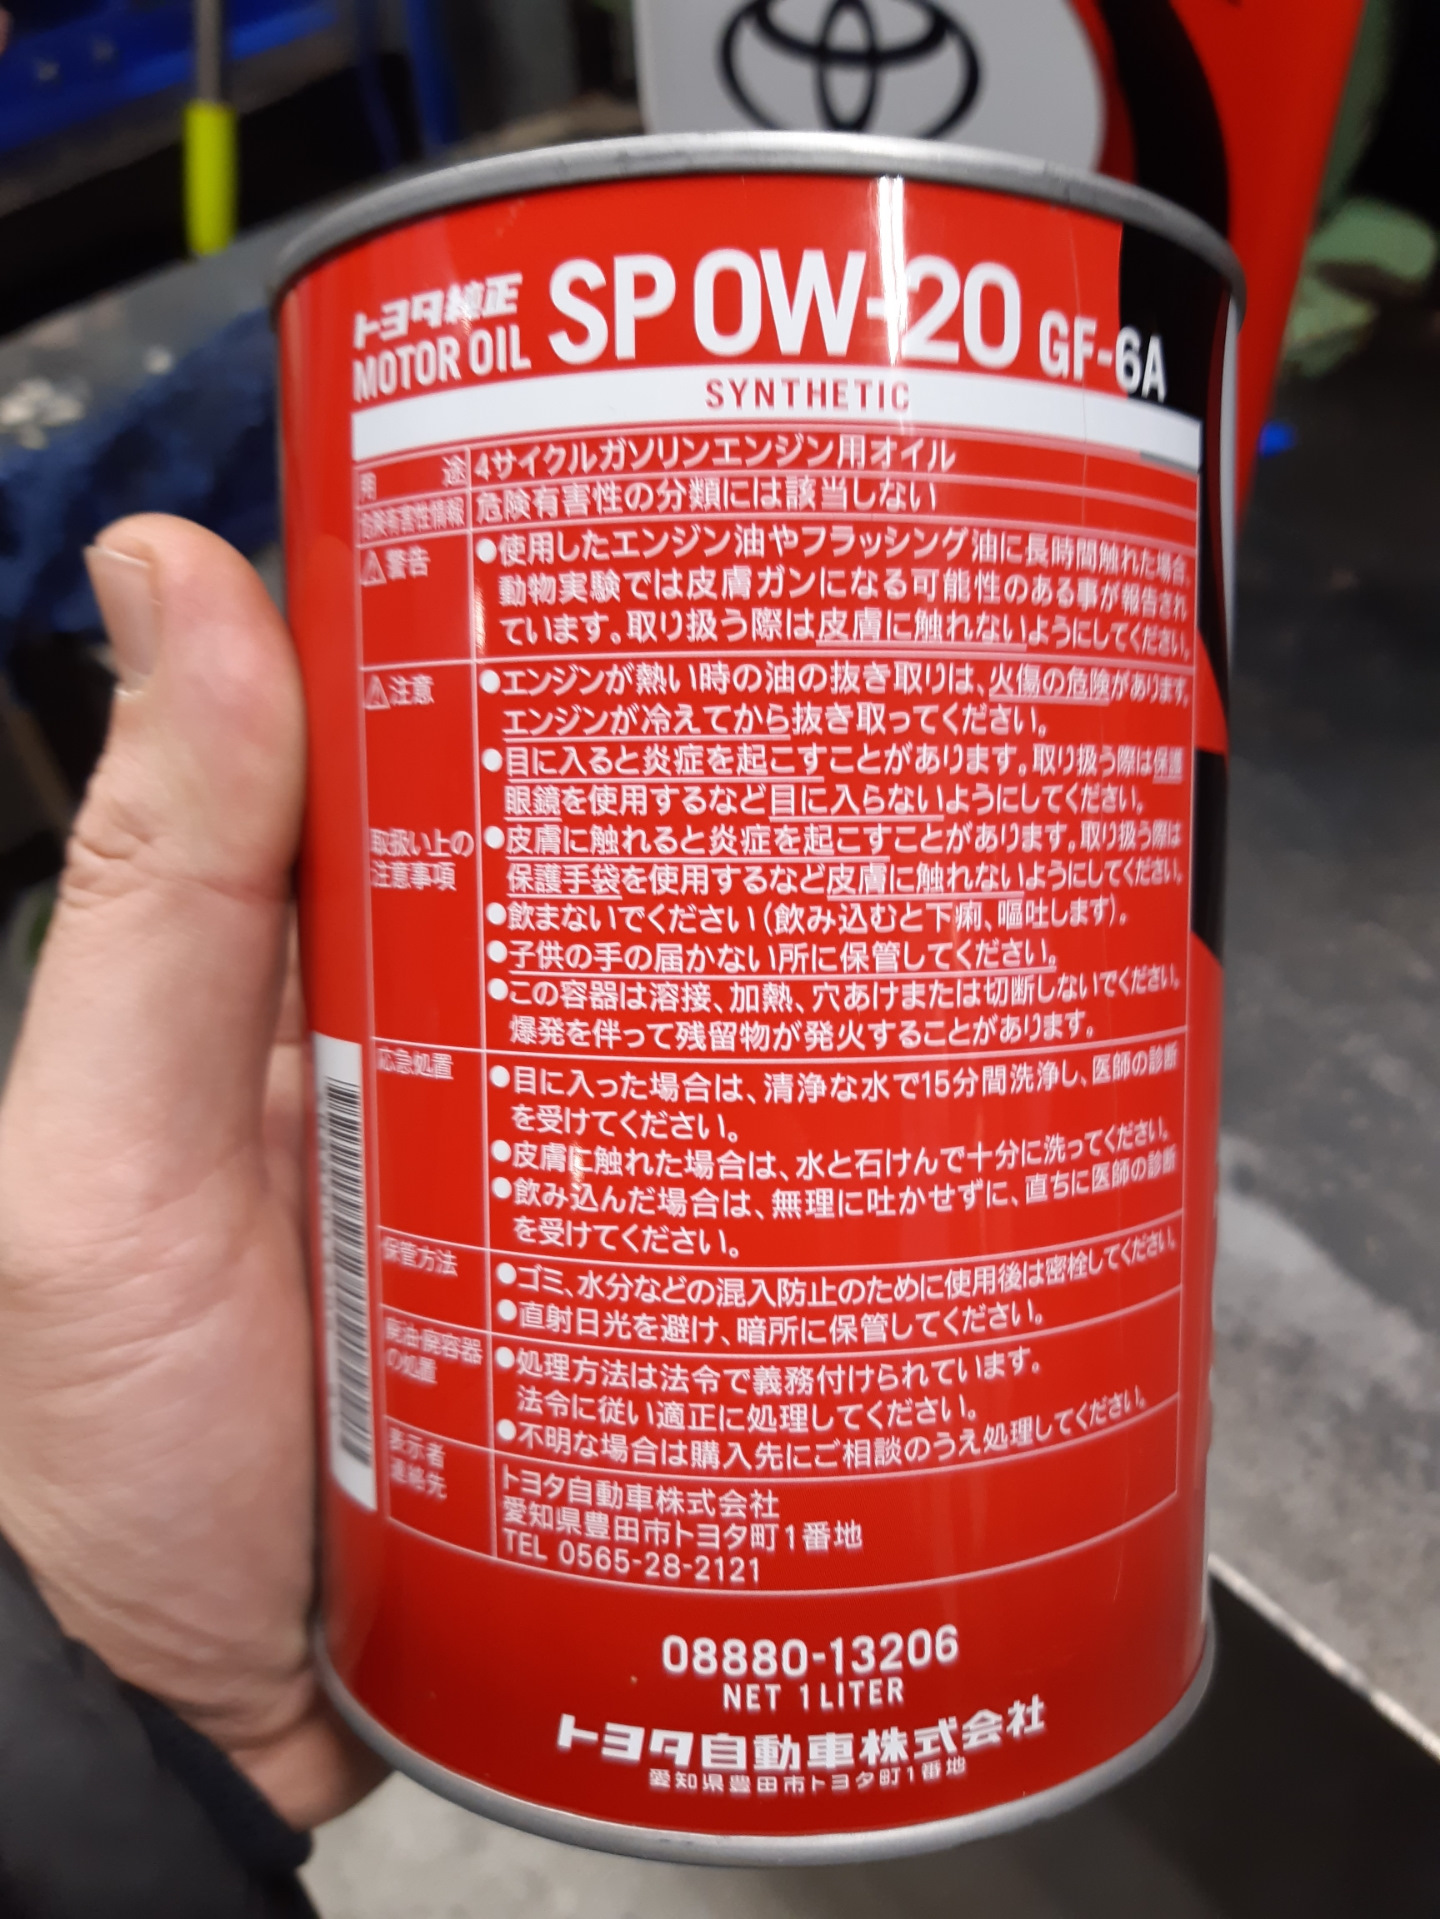 トヨタ純正
MOTOR OIL SP 0W-20 GF-6A
SYNTHETIC
用途 4サイクルガソリンエンジン用オイル
危険有害性情報 危険有害性の分類には該当しない
⚠警告 ●使用したエンジン油やフラッシング油に長時間触れた場合、
動物実験では皮膚ガンになる可能性のある事が報告され
ています。取り扱う際は皮膚に触れないようにしてください。
⚠注意 ●エンジンが熱い時の油の抜き取りは、火傷の危険があります。
エンジンが冷えてから抜き取ってください。
●目に入ると炎症を起こすことがあります。取り扱う際は保護
眼鏡を使用するなど目に入らないようにしてください。
取扱い上の
注意事項
●皮膚に触れると炎症を起こすことがあります。取り扱う際は
保護手袋を使用するなど皮膚に触れないようにしてください。
●飲まないでください(飲み込むと下痢、嘔吐します)。
●子供の手の届かない所に保管してください。
●この容器は溶接、加熱、穴あけまたは切断しないでください。
爆発を伴って残留物が発火することがあります。
応急処置 ●目に入った場合は、清浄な水で15分間洗浄し、医師の診断
を受けてください。
●皮膚に触れた場合は、水と石けんで十分に洗ってください。
●飲み込んだ場合は、無理に吐かせずに、直ちに医師の診断
を受けてください。
保管方法 ●ゴミ、水分などの混入防止のために使用後は密栓してください。
●直射日光を避け、暗所に保管してください。
廃油・廃容器
の処置
●処理方法は法令で義務付けられています。
法令に従い適正に処理してください。
●不明な場合は購入先にご相談のうえ処理してください。
表示者
連絡先
トヨタ自動車株式会社
愛知県豊田市トヨタ町1番地
TEL 0565-28-2121
08880-13206
NET 1 LITER
トヨタ自動車株式会社
愛知県豊田市トヨタ町1番地